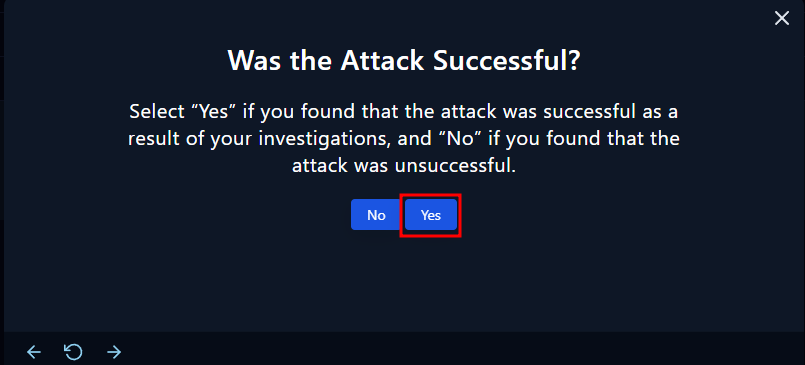 Was the Attack Successful?
Select “Yes” if you found that the attack was successful as a
result of your investigations, and “No” if you found that the
attack was unsuccessful.
No
Yes